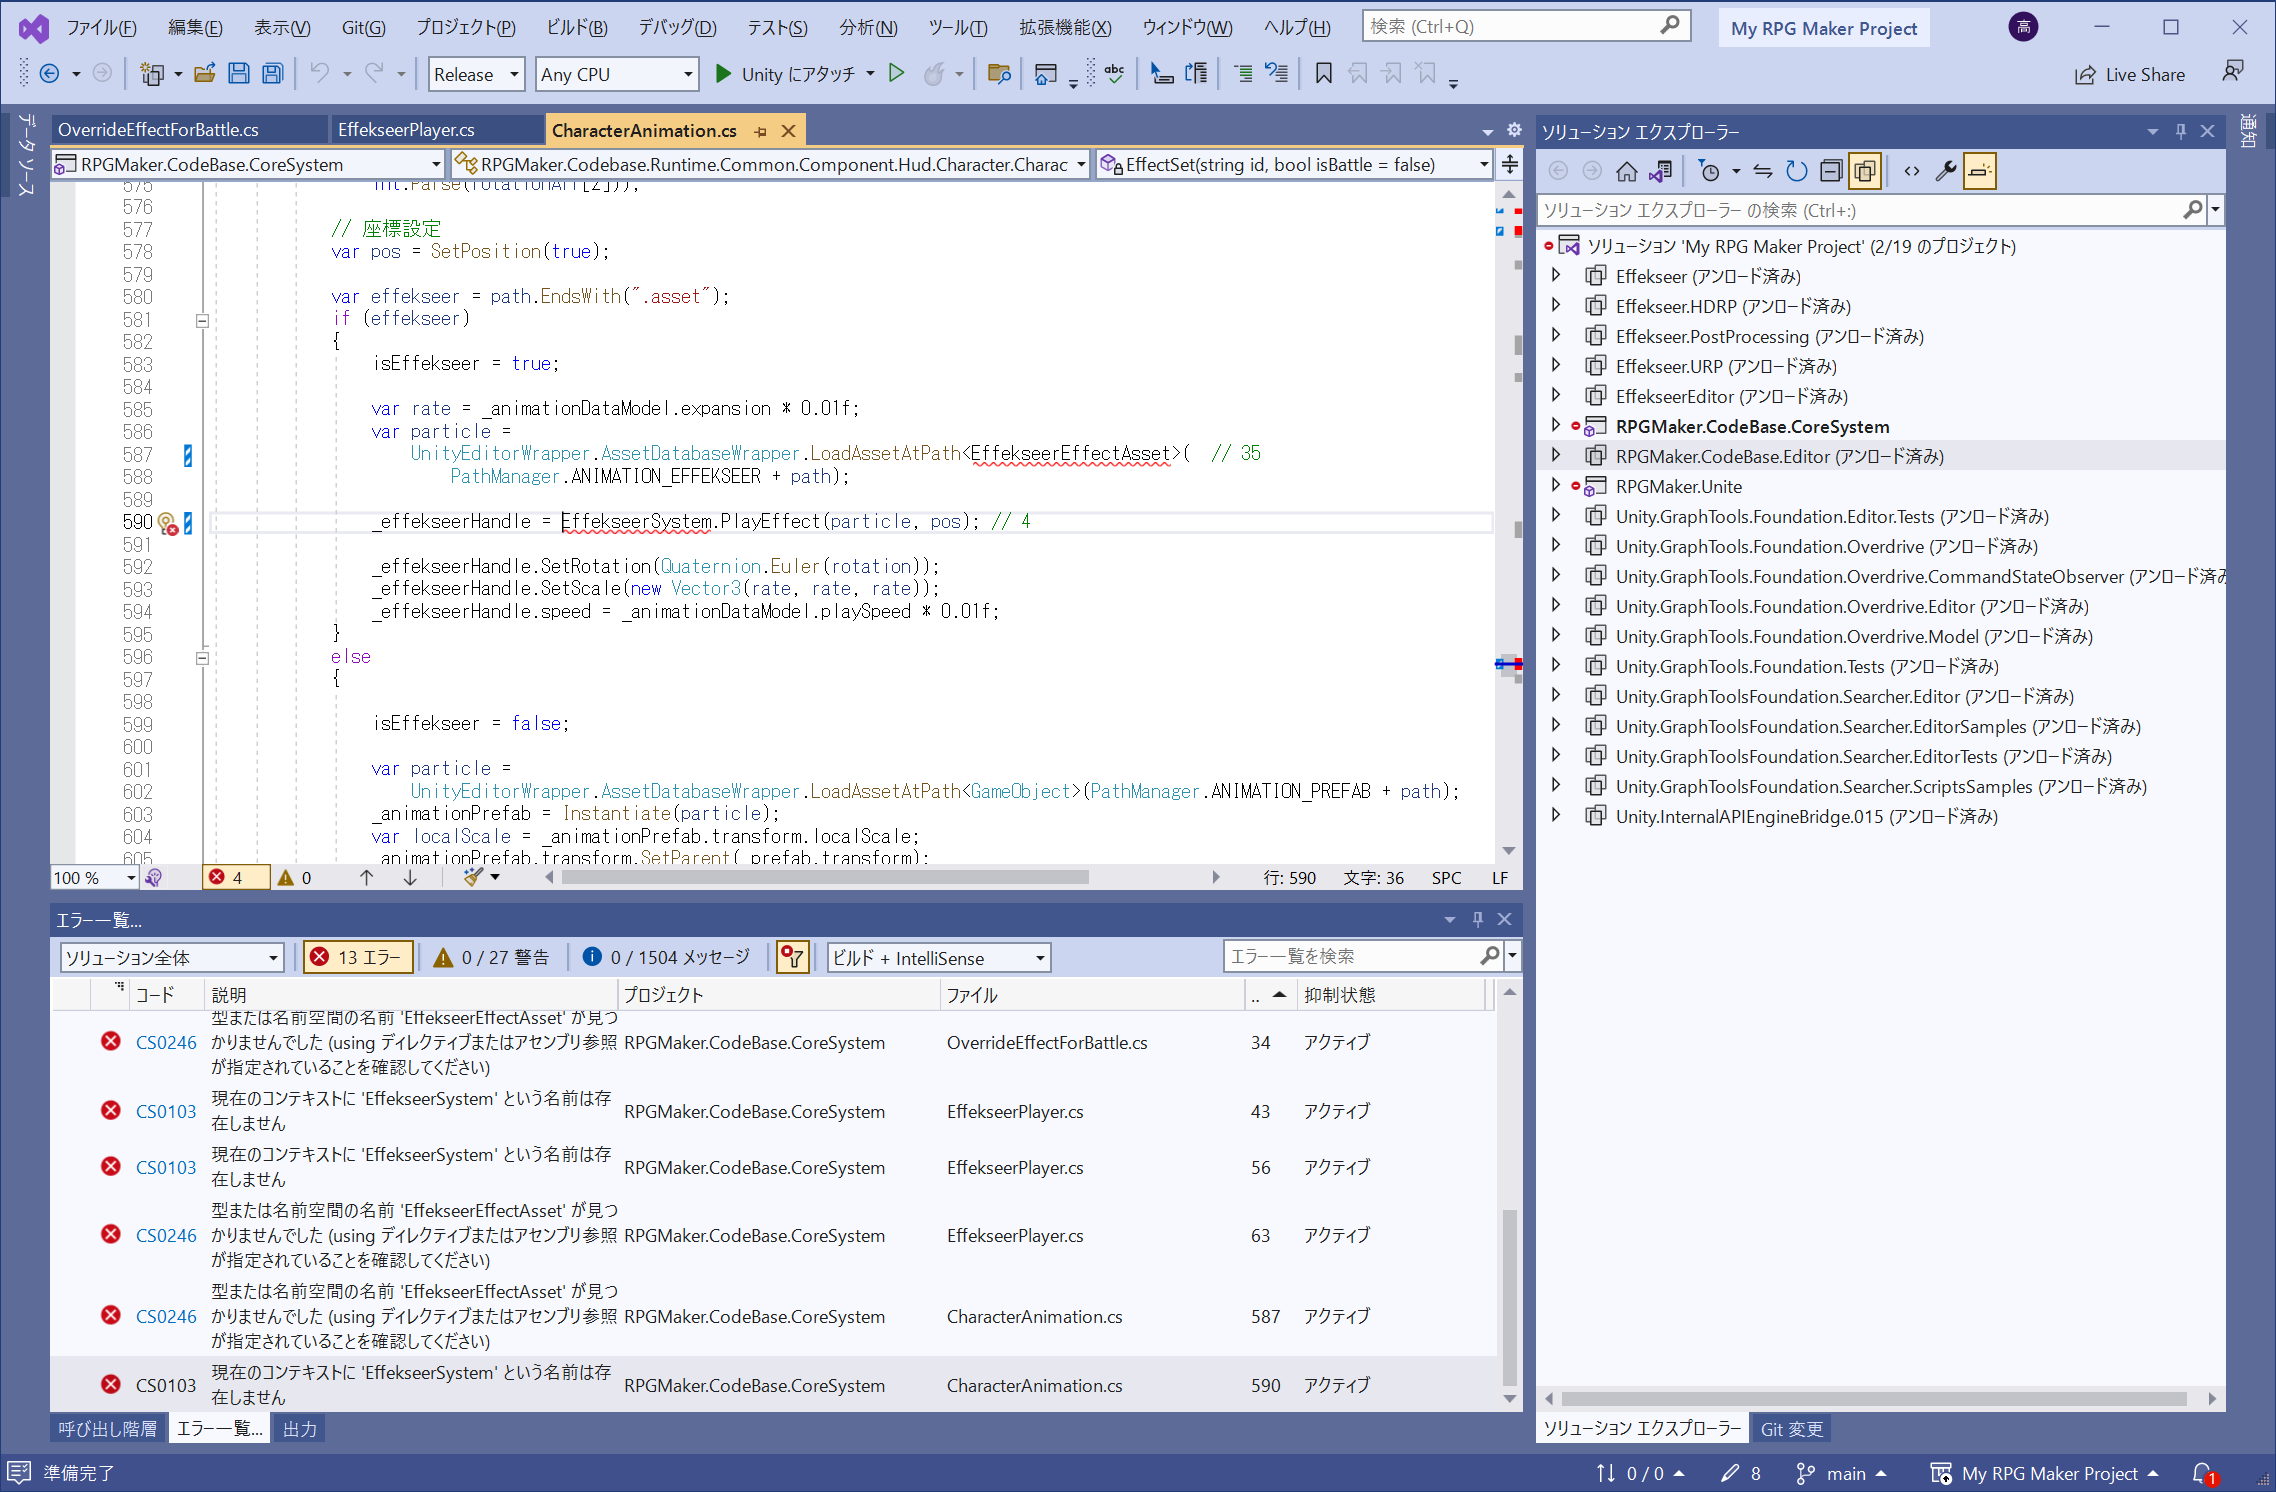 ファイル(F) 編集(E) 表示(V) Git(G) プロジェクト(P) ビルド(B) デバッグ(D) テスト(S) 分析(N) ツール(T) 拡張機能(X) ウィンドウ(W) ヘルプ(H) 検索 (Ctrl+Q) My RPG Maker Project 高
Release Any CPU Unity にアタッチ abc Live Share
データ ソース
OverrideEffectForBattle.cs EffekseerPlayer.cs CharacterAnimation.cs
RPGMaker.CodeBase.CoreSystem RPGMaker.Codebase.Runtime.Common.Component.Hud.Character.Charac EffectSet(string id, bool isBattle = false)
575 int.Parse(rotationArr[2]));
576
577 // 座標設定
578 var pos = SetPosition(true);
579
580 var effekseer = path.EndsWith(".asset");
581 if (effekseer)
582 {
583 isEffekseer = true;
584
585 var rate = _animationDataModel.expansion * 0.01f;
586 var particle =
587 UnityEditorWrapper.AssetDatabaseWrapper.LoadAssetAtPath<EffekseerEffectAsset>( // 35
588 PathManager.ANIMATION_EFFEKSEER + path);
589
590 _effekseerHandle = EffekseerSystem.PlayEffect(particle, pos); // 4
591
592 _effekseerHandle.SetRotation(Quaternion.Euler(rotation));
593 _effekseerHandle.SetScale(new Vector3(rate, rate, rate));
594 _effekseerHandle.speed = _animationDataModel.playSpeed * 0.01f;
595 }
596 else
597 {
598
599 isEffekseer = false;
600
601 var particle =
602 UnityEditorWrapper.AssetDatabaseWrapper.LoadAssetAtPath<GameObject>(PathManager.ANIMATION_PREFAB + path);
603 _animationPrefab = Instantiate(particle);
604 var localScale = _animationPrefab.transform.localScale;
605 _animationPrefab.transform.SetParent(_prefab.transform);
100 % 4 0 行: 590 文字: 36 SPC LF
エラー一覧...
ソリューション全体 13 エラー 0 / 27 警告 0 / 1504 メッセージ ビルド + IntelliSense エラー一覧を検索
コード 説明 プロジェクト ファイル .. 抑制状態
型または名前空間の名前 'EffekseerEffectAsset' が見つ
CS0246 かりませんでした (using ディレクティブまたはアセンブリ参照 RPGMaker.CodeBase.CoreSystem OverrideEffectForBattle.cs 34 アクティブ
が指定されていることを確認してください)
現在のコンテキストに 'EffekseerSystem' という名前は存
CS0103 在しません RPGMaker.CodeBase.CoreSystem EffekseerPlayer.cs 43 アクティブ
現在のコンテキストに 'EffekseerSystem' という名前は存
CS0103 在しません RPGMaker.CodeBase.CoreSystem EffekseerPlayer.cs 56 アクティブ
型または名前空間の名前 'EffekseerEffectAsset' が見つ
CS0246 かりませんでした (using ディレクティブまたはアセンブリ参照 RPGMaker.CodeBase.CoreSystem EffekseerPlayer.cs 63 アクティブ
が指定されていることを確認してください)
型または名前空間の名前 'EffekseerEffectAsset' が見つ
CS0246 かりませんでした (using ディレクティブまたはアセンブリ参照 RPGMaker.CodeBase.CoreSystem CharacterAnimation.cs 587 アクティブ
が指定されていることを確認してください)
現在のコンテキストに 'EffekseerSystem' という名前は存
CS0103 在しません RPGMaker.CodeBase.CoreSystem CharacterAnimation.cs 590 アクティブ
呼び出し階層 エラー一覧... 出力
ソリューション エクスプローラー
通知
ソリューション エクスプローラー の検索 (Ctrl+:)
ソリューション 'My RPG Maker Project' (2/19 のプロジェクト)
Effekseer (アンロード済み)
Effekseer.HDRP (アンロード済み)
Effekseer.PostProcessing (アンロード済み)
Effekseer.URP (アンロード済み)
EffekseerEditor (アンロード済み)
RPGMaker.CodeBase.CoreSystem
RPGMaker.CodeBase.Editor (アンロード済み)
RPGMaker.Unite
Unity.GraphTools.Foundation.Editor.Tests (アンロード済み)
Unity.GraphTools.Foundation.Overdrive (アンロード済み)
Unity.GraphTools.Foundation.Overdrive.CommandStateObserver (アンロード済み
Unity.GraphTools.Foundation.Overdrive.Editor (アンロード済み)
Unity.GraphTools.Foundation.Overdrive.Model (アンロード済み)
Unity.GraphTools.Foundation.Tests (アンロード済み)
Unity.GraphToolsFoundation.Searcher.Editor (アンロード済み)
Unity.GraphToolsFoundation.Searcher.EditorSamples (アンロード済み)
Unity.GraphToolsFoundation.Searcher.EditorTests (アンロード済み)
Unity.GraphToolsFoundation.Searcher.ScriptsSamples (アンロード済み)
Unity.InternalAPIEngineBridge.015 (アンロード済み)
ソリューション エクスプローラー Git 変更
準備完了 0 / 0 8 main My RPG Maker Project 1